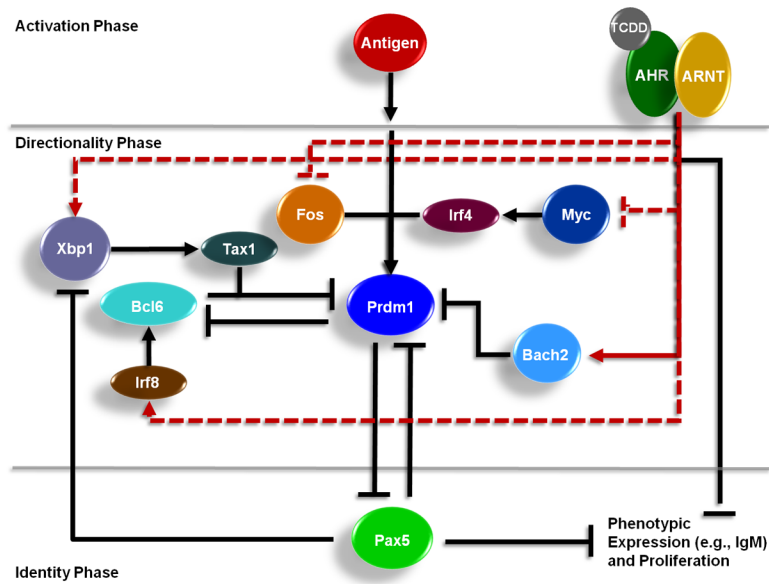 Activation Phase
TCDD
Antigen
AHR
ARNT
Directionality Phase
Fos
Irf4
Myc
Xbp1
Tax1
Bcl6
Prdm1
Bach2
Irf8
Phenotypic
Expression (e.g., IgM)
and Proliferation
Pax5
Identity Phase